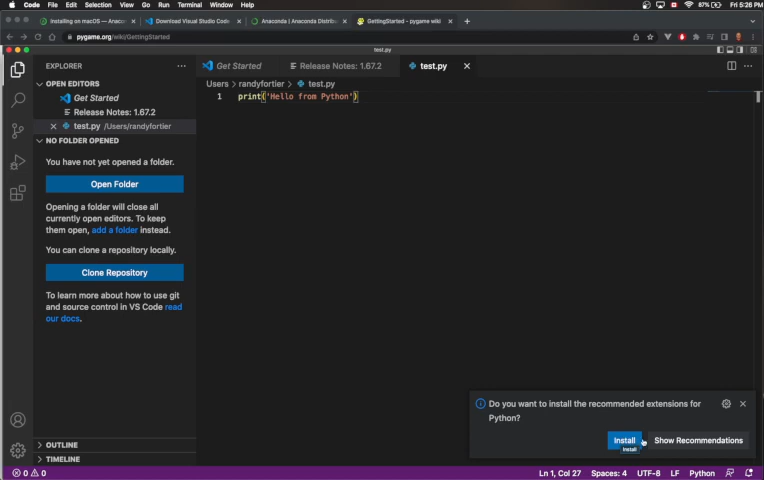 Code File Edit Selection View Go Run Terminal Window Help
87% Fri 5:26 PM
Installing on macOS — Anacon
Download Visual Studio Code
Anaconda | Anaconda Distribu
GettingStarted - pygame wiki
pygame.org/wiki/GettingStarted
test.py
EXPLORER
Get Started
Release Notes: 1.67.2
test.py
OPEN EDITORS
Get Started
Release Notes: 1.67.2
test.py /Users/randyfortier
NO FOLDER OPENED
You have not yet opened a folder.
Open Folder
Opening a folder will close all
currently open editors. To keep
them open, add a folder instead.
You can clone a repository locally.
Clone Repository
To learn more about how to use git
and source control in VS Code read
our docs.
OUTLINE
TIMELINE
Users > randyfortier > test.py
1 print('Hello from Python')
Do you want to install the recommended extensions for
Python?
Install
Show Recommendations
Install
0 0
Ln 1, Col 27 Spaces: 4 UTF-8 LF Python